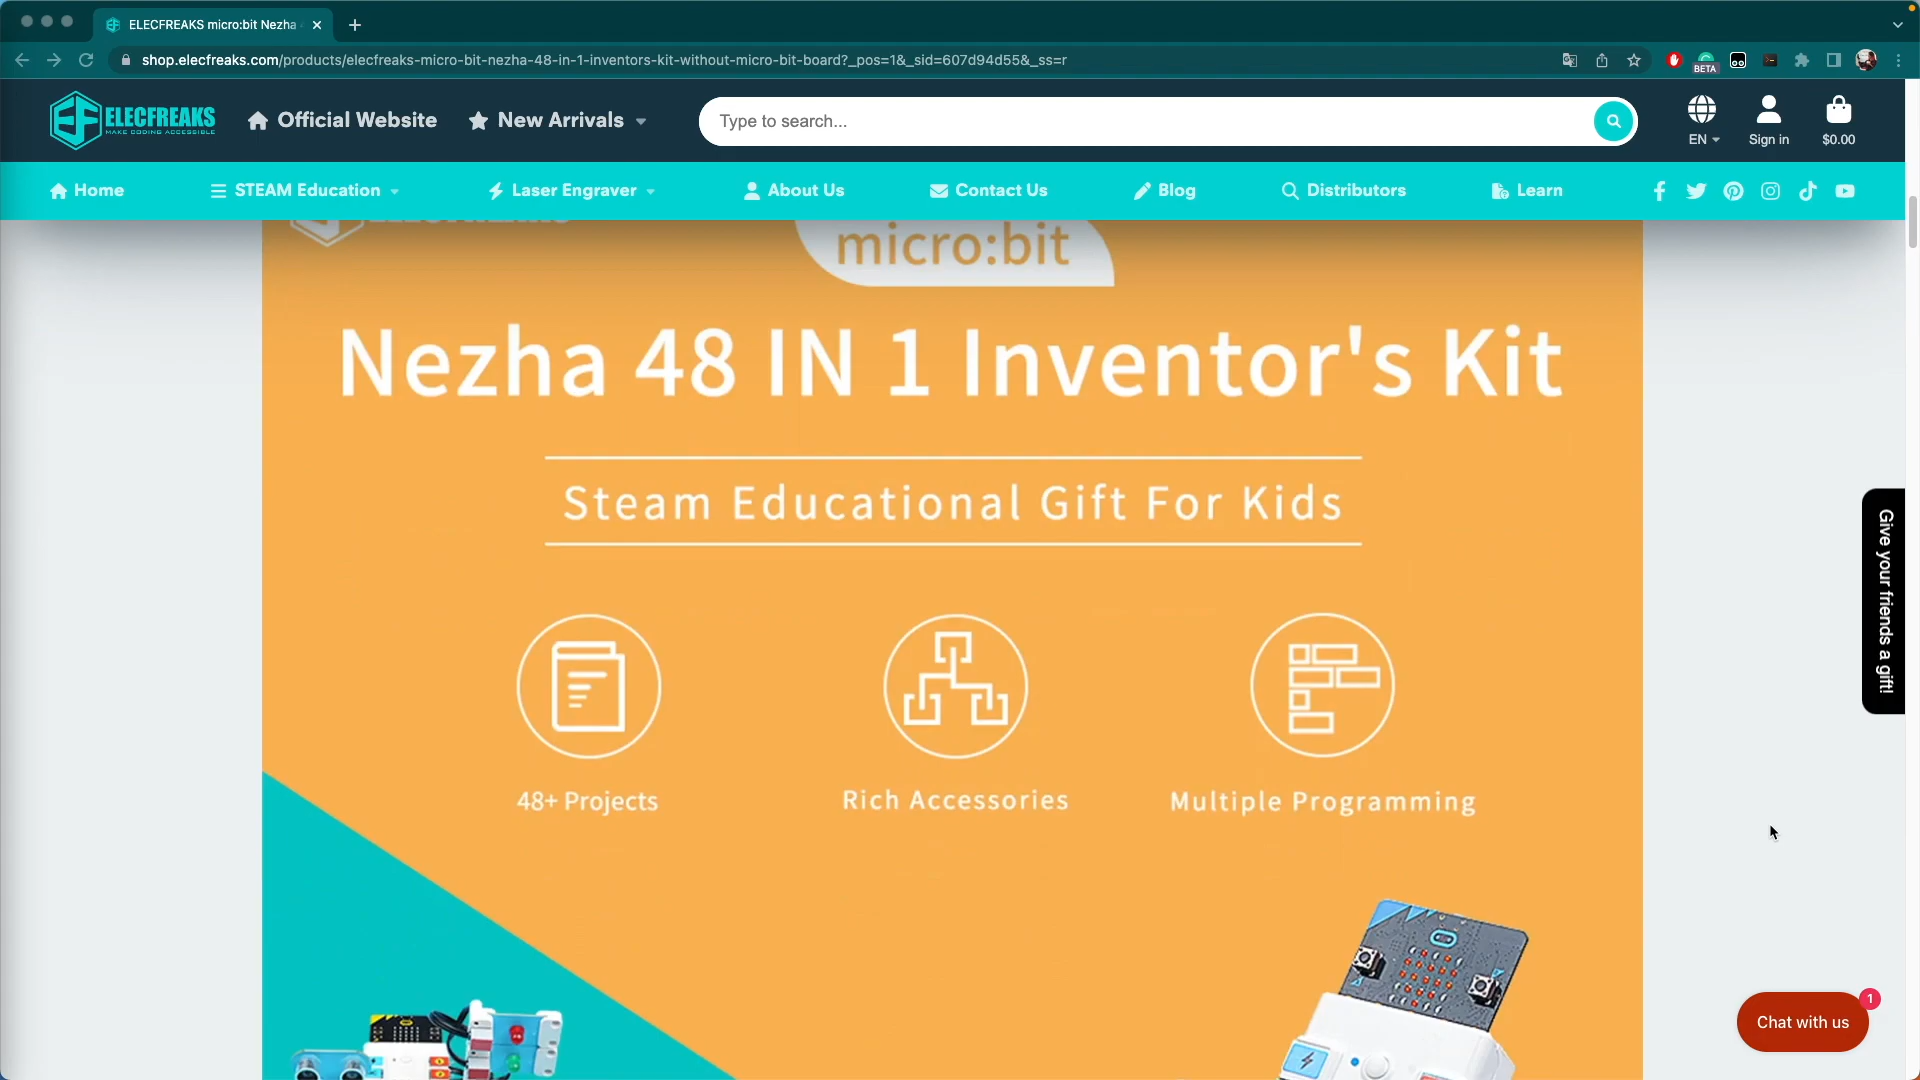 ELECFREAKS micro:bit Nezha
shop.elecfreaks.com/products/elecfreaks-micro-bit-nezha-48-in-1-inventors-kit-without-micro-bit-board?_pos=1&_sid=607d94d55&_ss=r
BETA
ELECFREAKS
MAKE CODING ACCESSIBLE
Official Website
New Arrivals
Type to search...
EN
Sign in
$0.00
Home
STEAM Education
Laser Engraver
About Us
Contact Us
Blog
Distributors
Learn
micro:bit
Nezha 48 IN 1 Inventor's Kit
Steam Educational Gift For Kids
48+ Projects
Rich Accessories
Multiple Programming
Give your friends a gift!
1
Chat with us